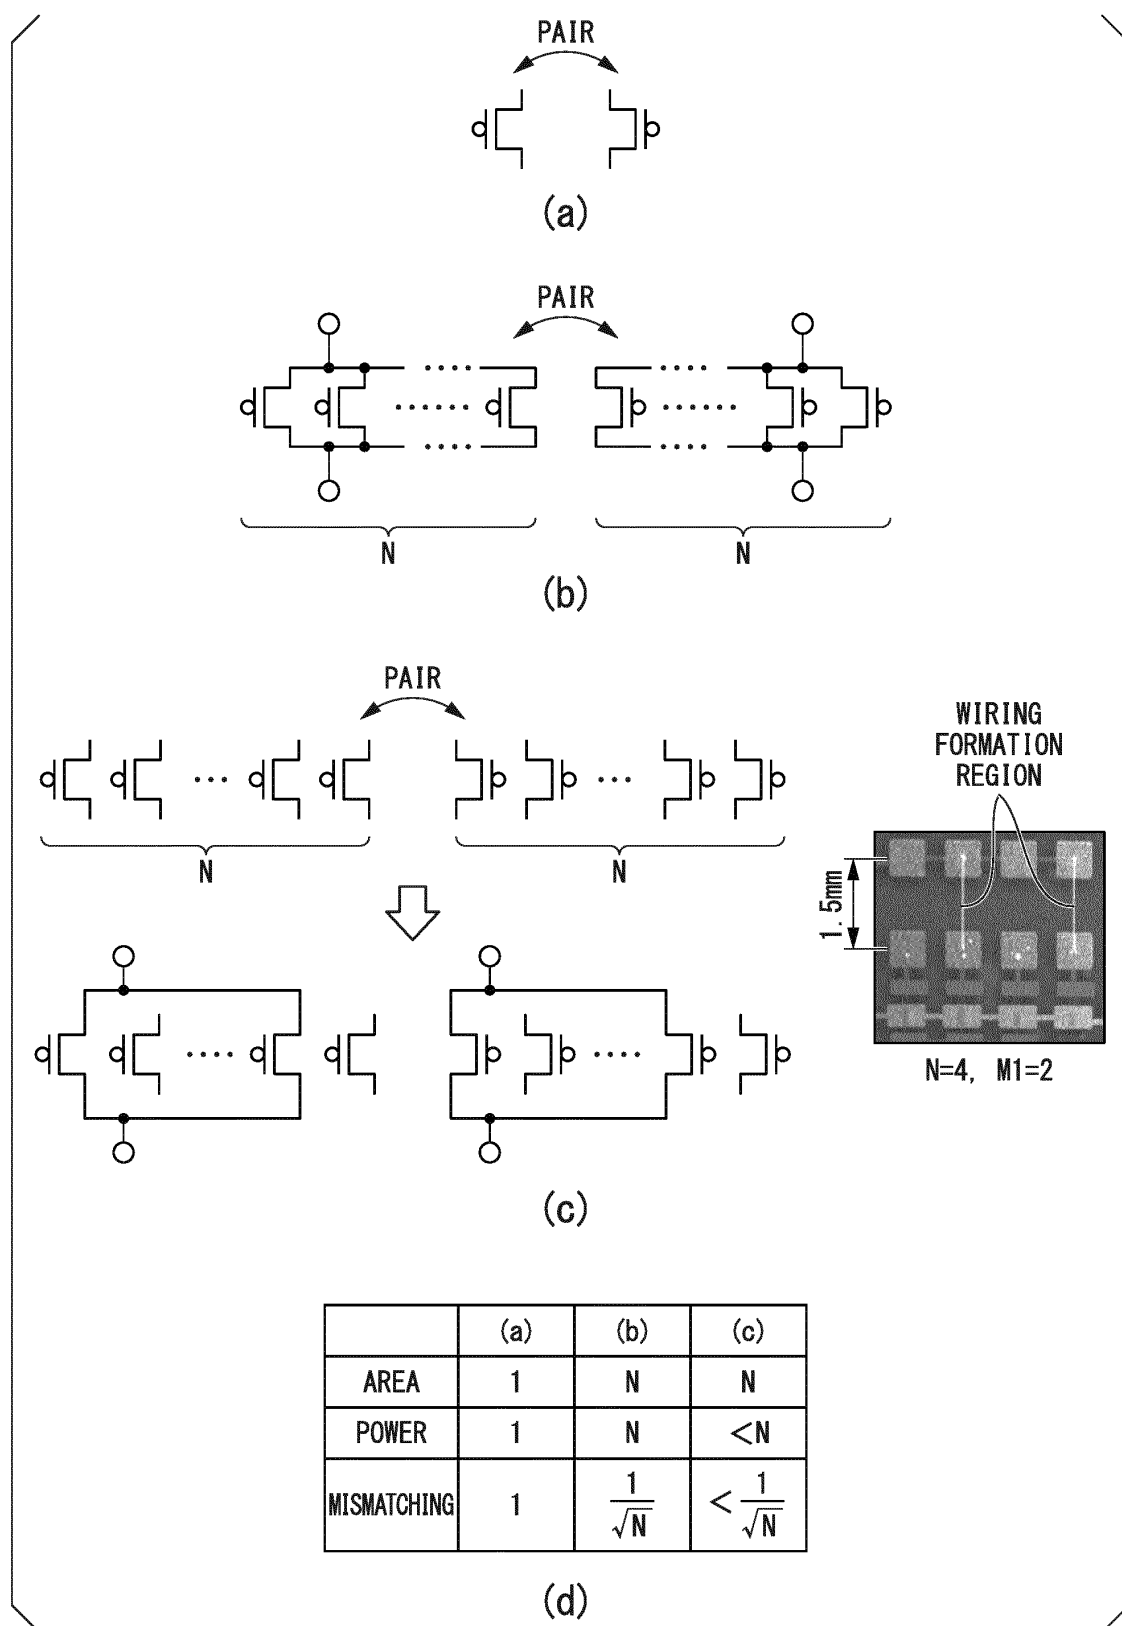 PAIR
(a)
PAIR
N N
(b)
PAIR
N N
WIRING
FORMATION
REGION
1.5mm
N=4, M1=2
(c)
(a) (b) (c)
AREA 1 N N
POWER 1 N <N
MISMATCHING 1 1/√N <1/√N
(d)